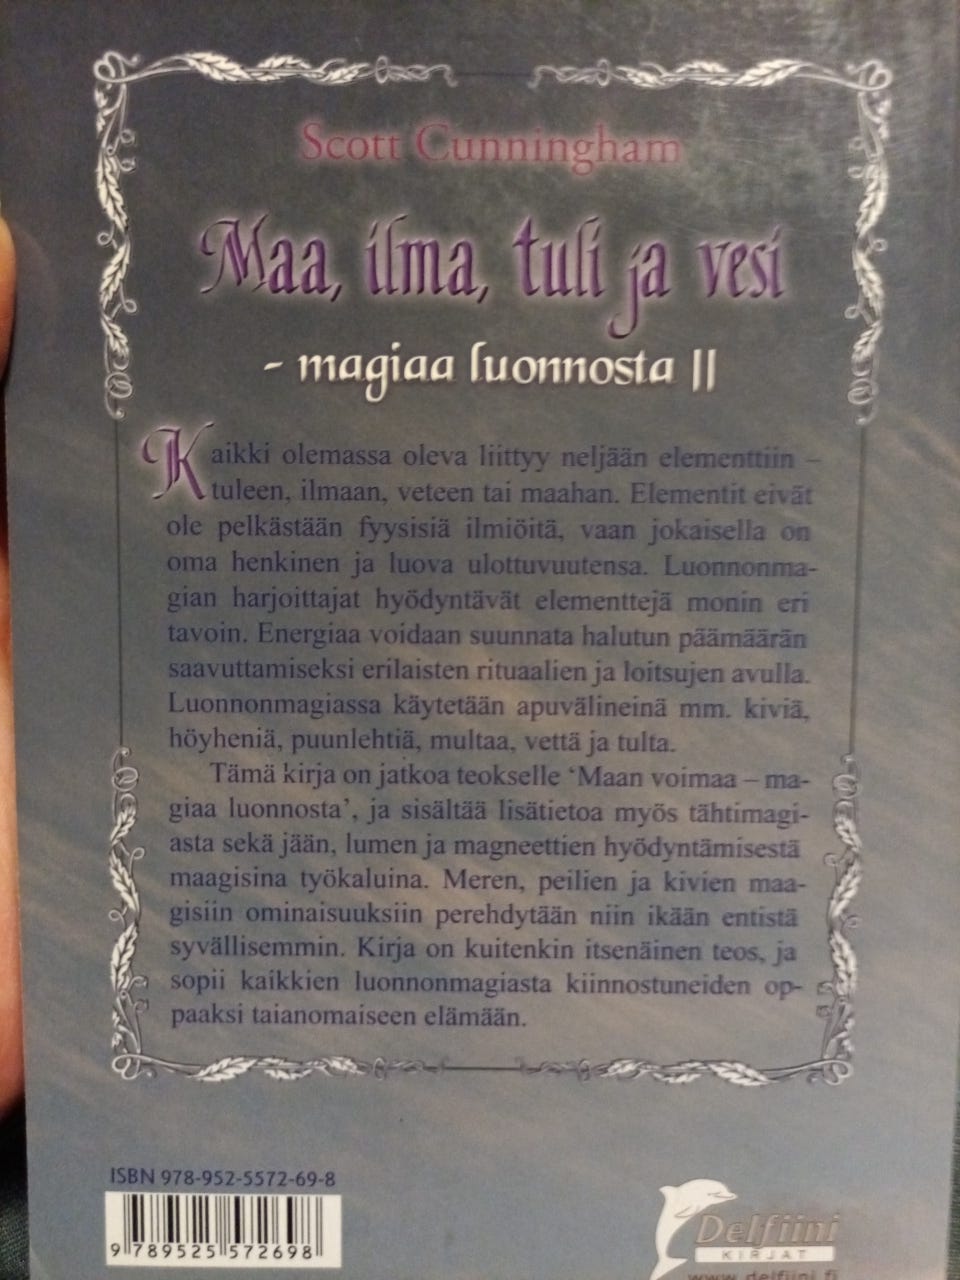 Scott Cunningham
Maa, ilma, tuli ja vesi
- magiaa luonnosta II
Kaikki olemassa oleva liittyy neljään elementtiin –
tuleen, ilmaan, veteen tai maahan. Elementit eivät
ole pelkästään fyysisiä ilmiöitä, vaan jokaisella on
oma henkinen ja luova ulottuvuutensa. Luonnonma-
gian harjoittajat hyödyntävät elementtejä monin eri
tavoin. Energiaa voidaan suunnata halutun päämäärän
saavuttamiseksi erilaisten rituaalien ja loitsujen avulla.
Luonnonmagiassa käytetään apuvälineinä mm. kiviä,
höyheniä, puunlehtiä, multaa, vettä ja tulta.
Tämä kirja on jatkoa teokselle ‘Maan voimaa – ma-
giaa luonnosta’, ja sisältää lisätietoa myös tähtimagi-
asta sekä jään, lumen ja magneettien hyödyntämisestä
maagisina työkaluina. Meren, peilien ja kivien maa-
gisiin ominaisuuksiin perehdytään niin ikään entistä
syvällisemmin. Kirja on kuitenkin itsenäinen teos, ja
sopii kaikkien luonnonmagiasta kiinnostuneiden op-
paaksi taianomaiseen elämään.
ISBN 978-952-5572-69-8
9 789525 572698
Delfiini
KIRJAT
www.delfiini.fi